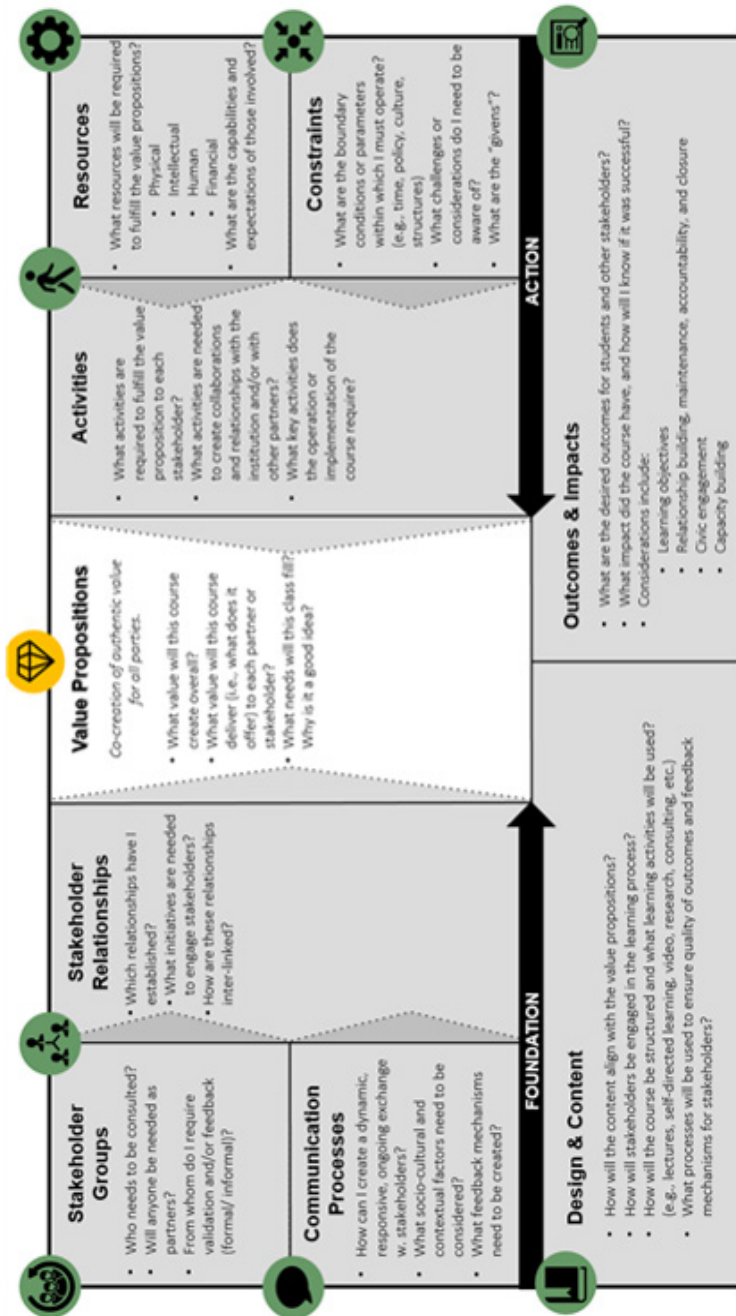 Stakeholder
Groups
• Who needs to be consulted?
• Will anyone be needed as
partners?
• From whom do I require
validation and/or feedback
(formal/ informal)?
Communication
Processes
• How can I create a dynamic,
responsive, ongoing exchange
w. stakeholders?
• What socio-cultural and
contextual factors need to be
considered?
• What feedback mechanisms
need to be created?
Stakeholder
Relationships
• Which relationships have I
established?
• What initiatives are needed
to engage stakeholders?
• How are these relationships
inter-linked?
FOUNDATION
Value Propositions
Co-creation of authentic value
for all parties.
• What value will this course
create overall?
• What value will this course
deliver (i.e., what does it
offer) to each partner or
stakeholder?
• What needs will this class fill?
Why is it a good idea?
Activities
• What activities are
required to fulfill the value
proposition to each
stakeholder?
• What activities are needed
to create collaborations
and relationships with the
institution and/or with
other partners?
• What key activities does
the operation or
implementation of the
course require?
Resources
• What resources will be required
to fulfill the value propositions?
• Physical
• Intellectual
• Human
• Financial
• What are the capabilities and
expectations of those involved?
Constraints
• What are the boundary
conditions or parameters
within which I must operate?
(e.g., time, policy, culture,
structures)
• What challenges or
considerations do I need to be
aware of?
• What are the "givens"?
ACTION
Design & Content
• How will the content align with the value propositions?
• How will stakeholders be engaged in the learning process?
• How will the course be structured and what learning activities will be used?
(e.g., lectures, self-directed learning, video, research, consulting, etc.)
• What processes will be used to ensure quality of outcomes and feedback
mechanisms for stakeholders?
Outcomes & Impacts
• What are the desired outcomes for students and other stakeholders?
• What impact did the course have, and how will I know if it was successful?
• Considerations include:
• Learning objectives
• Relationship building, maintenance, accountability, and closure
• Civic engagement
• Capacity building